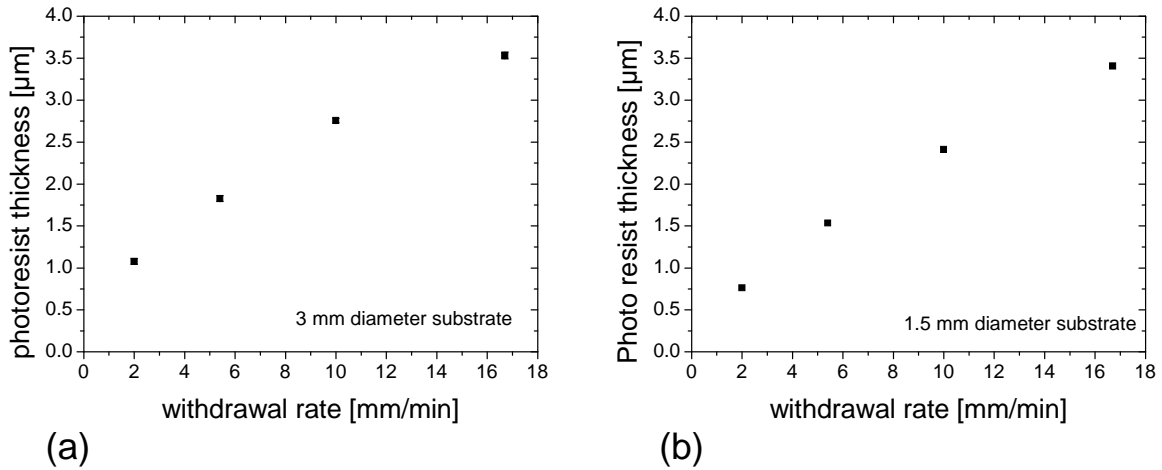 4.0
3.5
3.0
2.5
2.0
1.5
1.0
0.5
0.0
photoresist thickness [µm]
3 mm diameter substrate
0 2 4 6 8 10 12 14 16 18
withdrawal rate [mm/min]
(a)
4.0
3.5
3.0
2.5
2.0
1.5
1.0
0.5
0.0
Photo resist thickness [µm]
1.5 mm diameter substrate
0 2 4 6 8 10 12 14 16 18
withdrawal rate [mm/min]
(b)